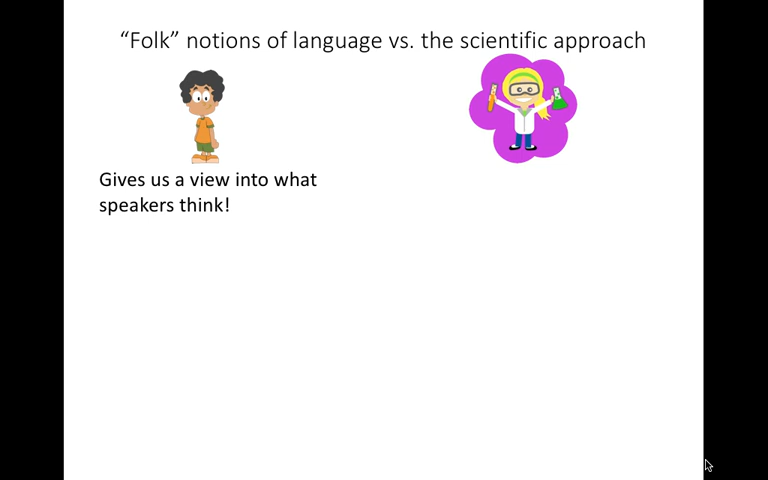 “Folk” notions of language vs. the scientific approach
Gives us a view into what
speakers think!